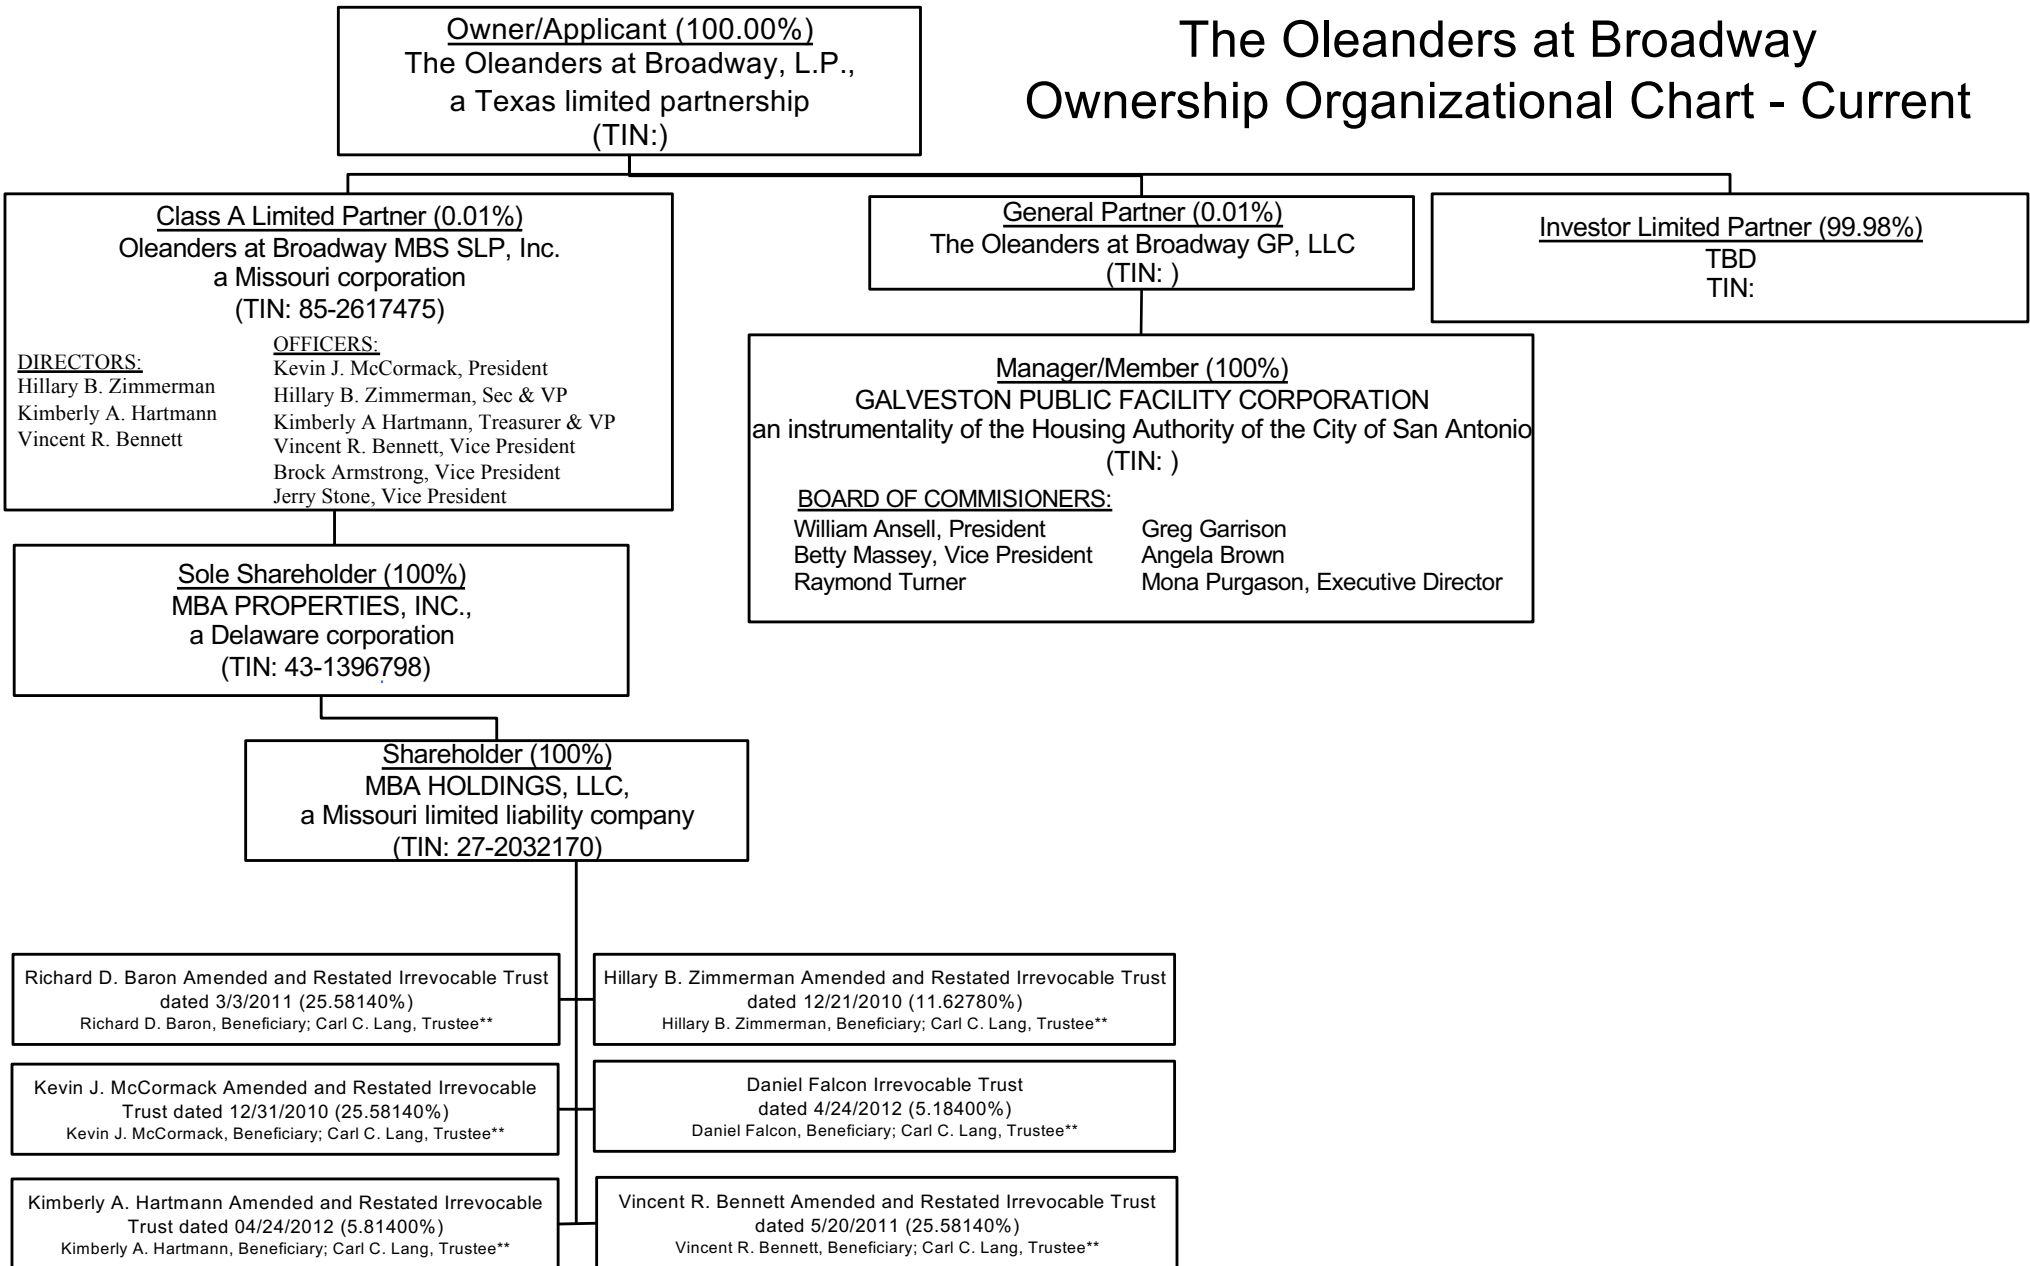 The Oleanders at Broadway
Ownership Organizational Chart - Current
Owner/Applicant (100.00%)
The Oleanders at Broadway, L.P.,
a Texas limited partnership
(TIN:)
Class A Limited Partner (0.01%)
Oleanders at Broadway MBS SLP, Inc.
a Missouri corporation
(TIN: 85-2617475)
DIRECTORS:
Hillary B. Zimmerman
Kimberly A. Hartmann
Vincent R. Bennett
OFFICERS:
Kevin J. McCormack, President
Hillary B. Zimmerman, Sec & VP
Kimberly A Hartmann, Treasurer & VP
Vincent R. Bennett, Vice President
Brock Armstrong, Vice President
Jerry Stone, Vice President
General Partner (0.01%)
The Oleanders at Broadway GP, LLC
(TIN: )
Investor Limited Partner (99.98%)
TBD
TIN:
Manager/Member (100%)
GALVESTON PUBLIC FACILITY CORPORATION
an instrumentality of the Housing Authority of the City of San Antonio
(TIN: )
BOARD OF COMMISIONERS:
William Ansell, President
Betty Massey, Vice President
Raymond Turner
Greg Garrison
Angela Brown
Mona Purgason, Executive Director
Sole Shareholder (100%)
MBA PROPERTIES, INC.,
a Delaware corporation
(TIN: 43-1396798)
Shareholder (100%)
MBA HOLDINGS, LLC,
a Missouri limited liability company
(TIN: 27-2032170)
Richard D. Baron Amended and Restated Irrevocable Trust
dated 3/3/2011 (25.58140%)
Richard D. Baron, Beneficiary; Carl C. Lang, Trustee**
Hillary B. Zimmerman Amended and Restated Irrevocable Trust
dated 12/21/2010 (11.62780%)
Hillary B. Zimmerman, Beneficiary; Carl C. Lang, Trustee**
Kevin J. McCormack Amended and Restated Irrevocable
Trust dated 12/31/2010 (25.58140%)
Kevin J. McCormack, Beneficiary; Carl C. Lang, Trustee**
Daniel Falcon Irrevocable Trust
dated 4/24/2012 (5.18400%)
Daniel Falcon, Beneficiary; Carl C. Lang, Trustee**
Kimberly A. Hartmann Amended and Restated Irrevocable
Trust dated 04/24/2012 (5.81400%)
Kimberly A. Hartmann, Beneficiary; Carl C. Lang, Trustee**
Vincent R. Bennett Amended and Restated Irrevocable Trust
dated 5/20/2011 (25.58140%)
Vincent R. Bennett, Beneficiary; Carl C. Lang, Trustee**